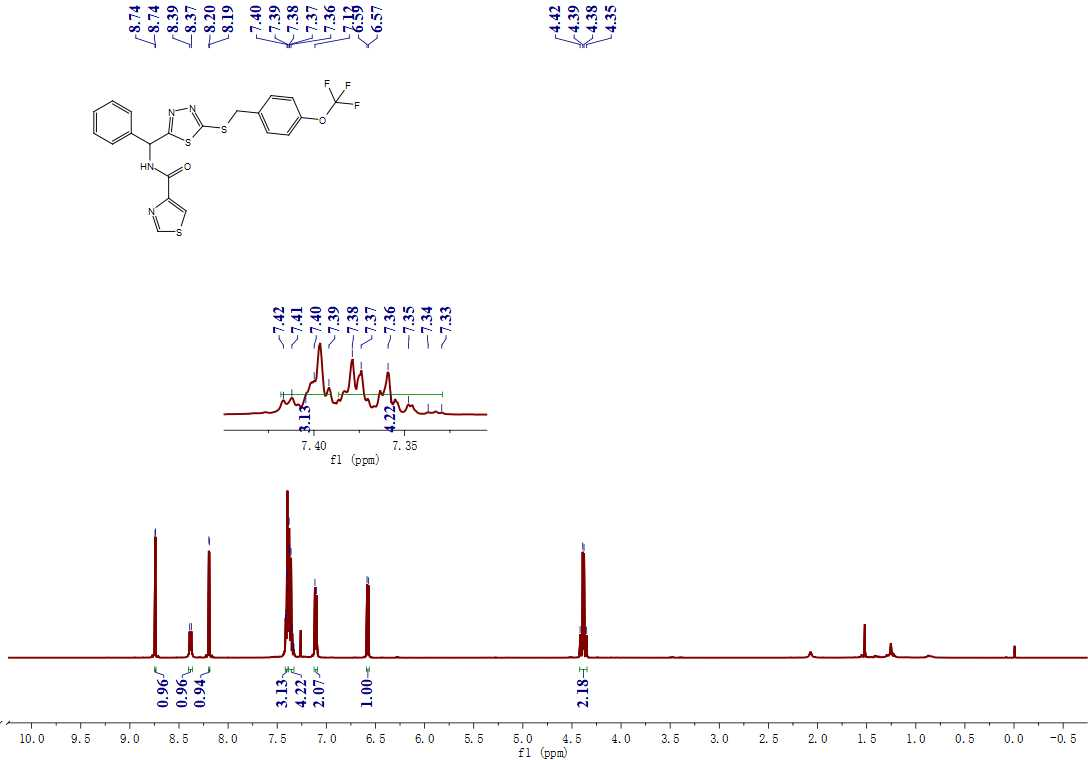 8.74
8.74
8.39
8.37
8.20
8.19
7.40
7.39
7.38
7.37
7.36
7.12
6.59
6.57
4.42
4.39
4.38
4.35
F
F
F
O
N
N
S
S
HN
O
N
S
7.42
7.41
7.40
7.39
7.38
7.37
7.36
7.35
7.34
7.33
3.13
4.22
7.40 7.35
f1 (ppm)
0.96
0.96
0.94
3.13
4.22
2.07
1.00
2.18
10.0 9.5 9.0 8.5 8.0 7.5 7.0 6.5 6.0 5.5 5.0 4.5 4.0 3.5 3.0 2.5 2.0 1.5 1.0 0.5 0.0 -0.5
f1 (ppm)